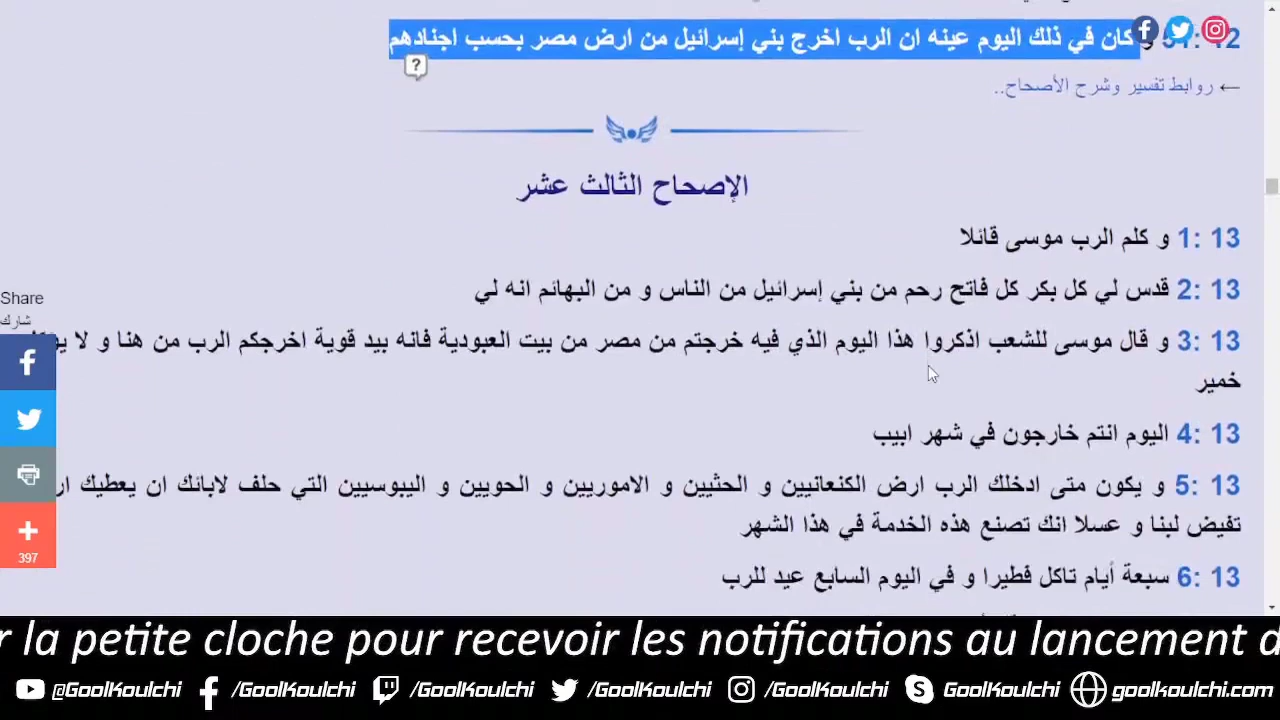 51: 12 و كان في ذلك اليوم عينه ان الرب اخرج بني إسرائيل من ارض مصر بحسب اجنادهم
?
← روابط تفسير وشرح الأصحاح..
الإصحاح الثالث عشر
1: 13 و كلم الرب موسى قائلا
2: 13 قدس لي كل بكر كل فاتح رحم من بني إسرائيل من الناس و من البهائم انه لي
3: 13 و قال موسى للشعب اذكروا هذا اليوم الذي فيه خرجتم من مصر من بيت العبودية فانه بيد قوية اخرجكم الرب من هنا و لا
خمير
4: 13 اليوم انتم خارجون في شهر ابيب
5: 13 و يكون متى ادخلك الرب ارض الكنعانيين و الحثيين و الاموريين و الحويين و اليبوسيين التي حلف لابائك ان يعطيك
تفيض لبنا و عسلا انك تصنع هذه الخدمة في هذا الشهر
6: 13 سبعة أيام تاكل فطيرا و في اليوم السابع عيد للرب
Share
شارك
397
r la petite cloche pour recevoir les notifications au lancement d
@GoolKoulchi /GoolKoulchi /GoolKoulchi /GoolKoulchi /GoolKoulchi GoolKoulchi goolkoulchi.com